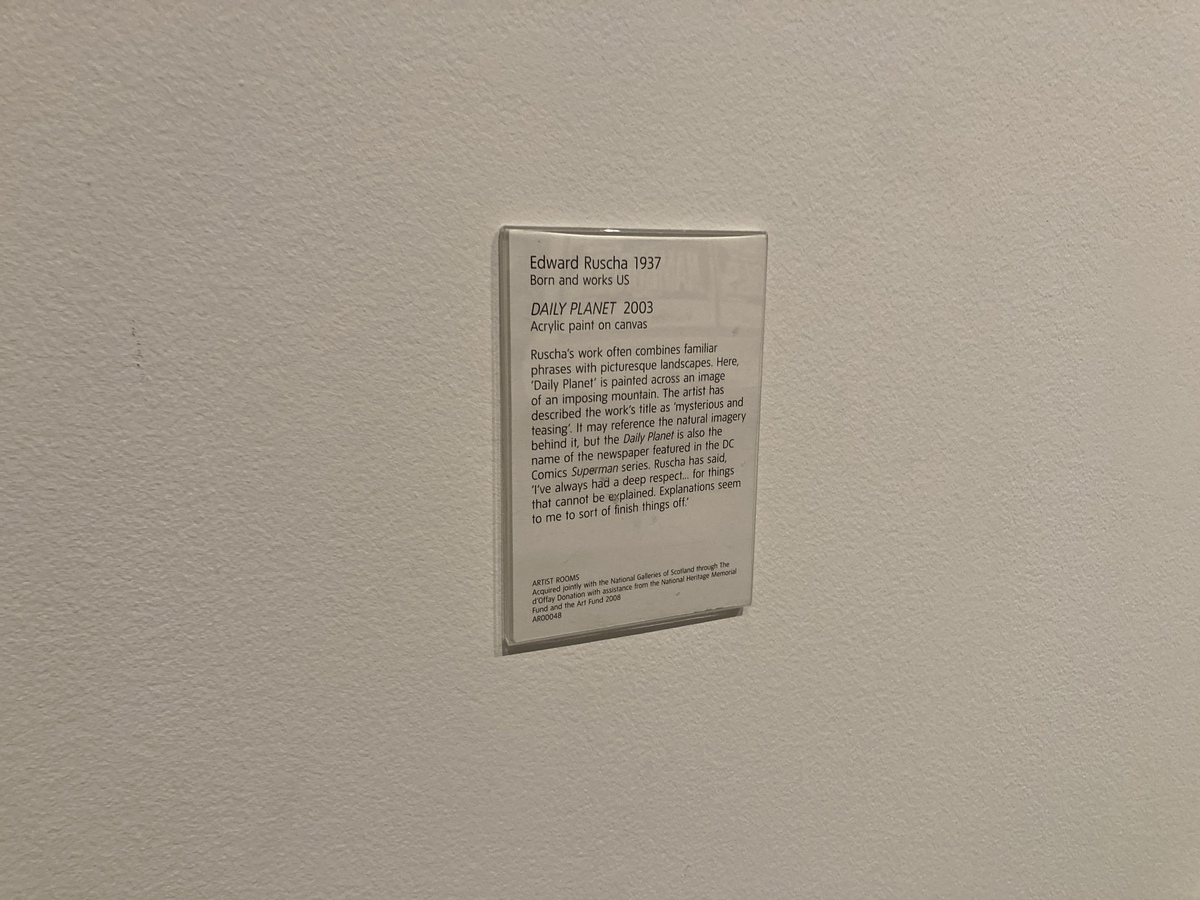 Edward Ruscha 1937
Born and works US
DAILY PLANET 2003
Acrylic paint on canvas
Ruscha's work often combines familiar
phrases with picturesque landscapes. Here,
'Daily Planet' is painted across an image
of an imposing mountain. The artist has
described the work's title as 'mysterious and
teasing'. It may reference the natural imagery
behind it, but the Daily Planet is also the
name of the newspaper featured in the DC
Comics Superman series. Ruscha has said,
'I've always had a deep respect... for things
that cannot be explained. Explanations seem
to me to sort of finish things off.'
ARTIST ROOMS
Acquired jointly with the National Galleries of Scotland through The
d'Offay Donation with assistance from the National Heritage Memorial
Fund and the Art Fund 2008
AR00048